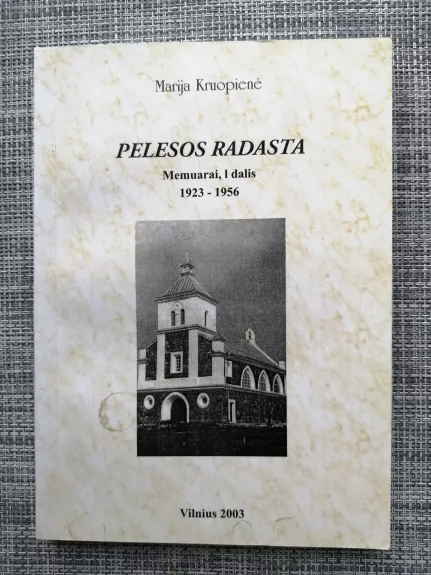 Marija Kruopienė
PELESOS RADASTA
Memuarai, l dalis
1923 - 1956
Vilnius 2003